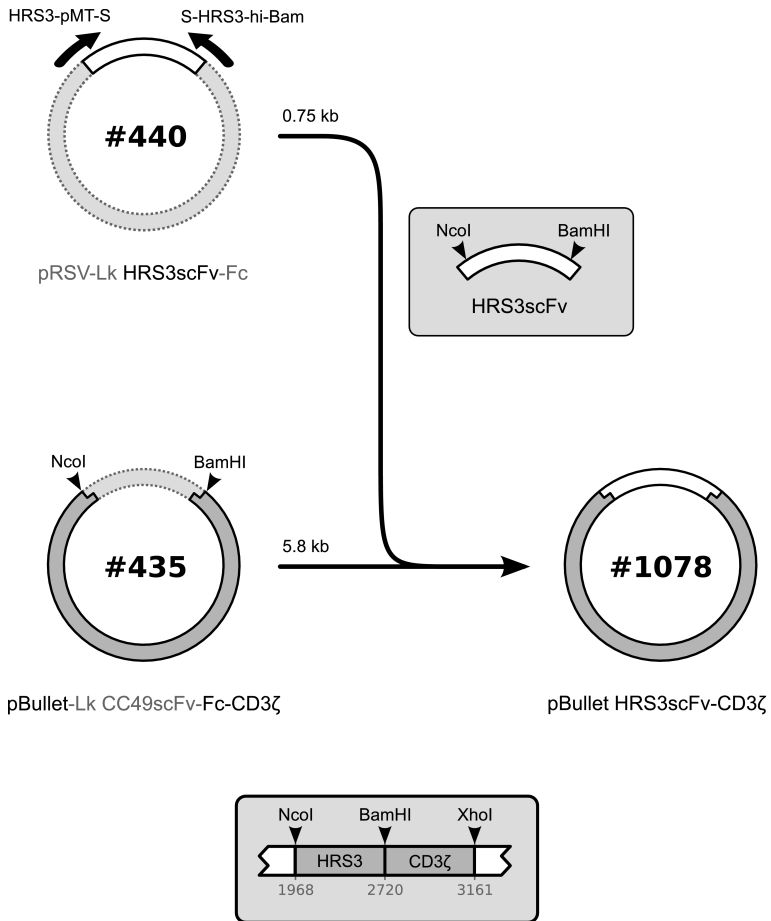 HRS3-pMT-S
S-HRS3-hi-Bam
#440
0.75 kb
pRSV-Lk HRS3scFv-Fc
NcoI
BamHI
HRS3scFv
NcoI
BamHI
#435
5.8 kb
#1078
pBullet-Lk CC49scFv-Fc-CD3ζ
pBullet HRS3scFv-CD3ζ
NcoI BamHI XhoI
HRS3 CD3ζ
1968 2720 3161